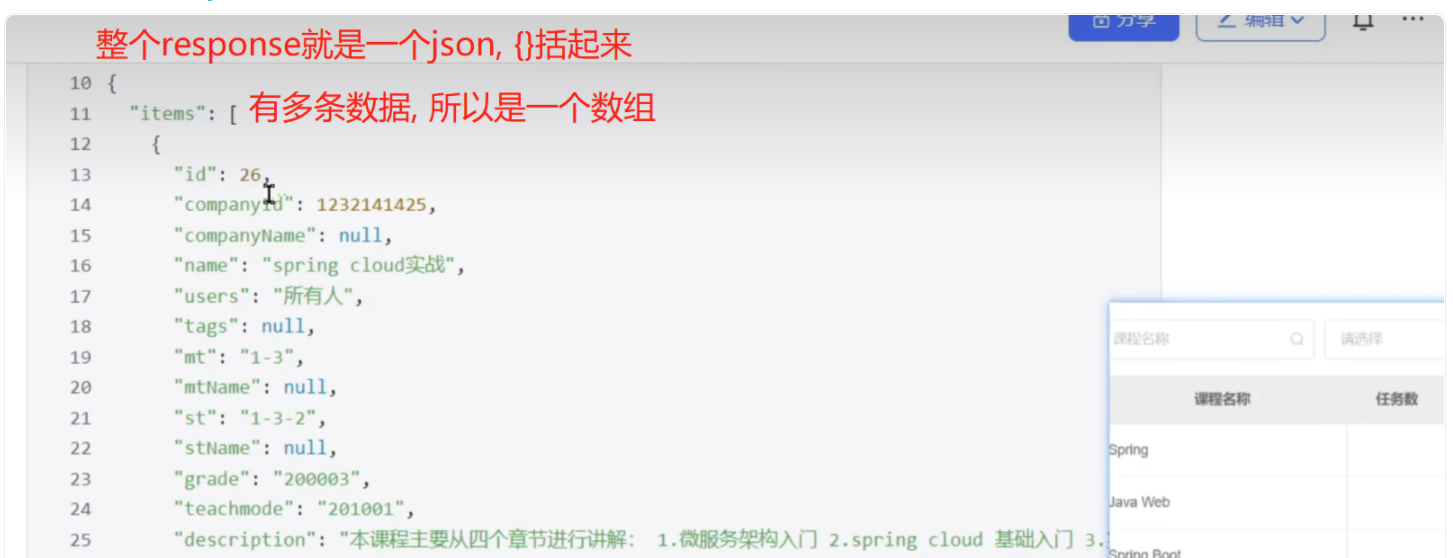 分享
编辑
整个response就是一个json, {}括起来
10 {
11 "items": [ 有多条数据, 所以是一个数组
12 {
13 "id": 26,
14 "companyId": 1232141425,
15 "companyName": null,
16 "name": "spring cloud实战",
17 "users": "所有人",
18 "tags": null,
19 "mt": "1-3",
20 "mtName": null,
21 "st": "1-3-2",
22 "stName": null,
23 "grade": "200003",
24 "teachmode": "201001",
25 "description": "本课程主要从四个章节进行讲解: 1.微服务架构入门 2.spring cloud 基础入门 3.
课程名称 请选择
课程名称 任务数
Spring
Java Web
Spring Boot